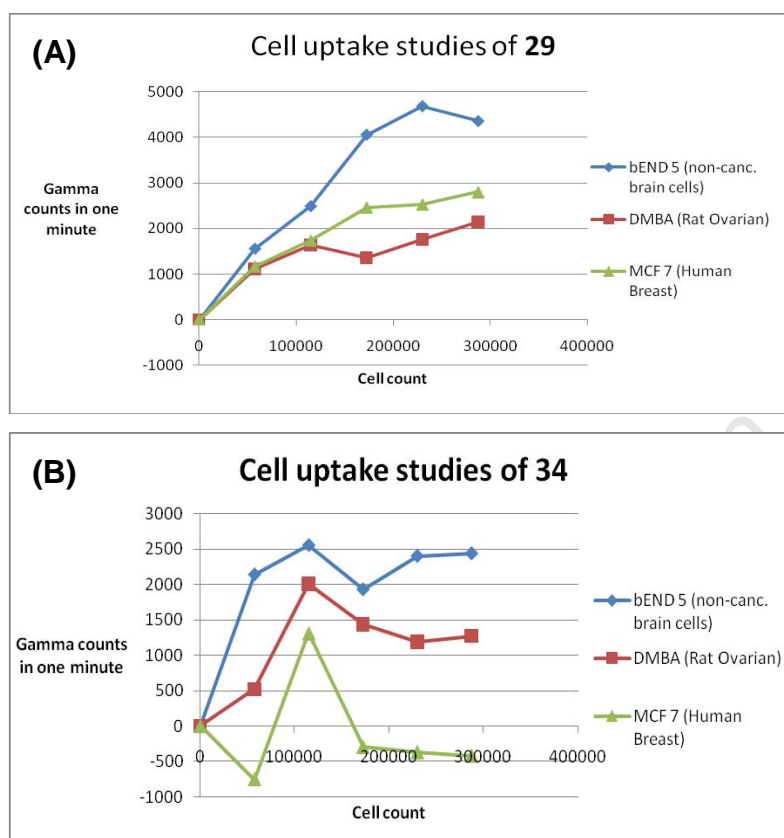 (A)
Cell uptake studies of 29
5000
4000
3000
2000
1000
0
-1000
Gamma
counts in one
minute
0
100000
200000
300000
400000
Cell count
bEND 5 (non-canc.
brain cells)
DMBA (Rat Ovarian)
MCF 7 (Human
Breast)
(B)
Cell uptake studies of 34
3000
2500
2000
1500
1000
500
0
-500
-1000
Gamma counts
in one minute
0
100000
200000
300000
400000
Cell count
bEND 5 (non-canc.
brain cells)
DMBA (Rat Ovarian)
MCF 7 (Human
Breast)